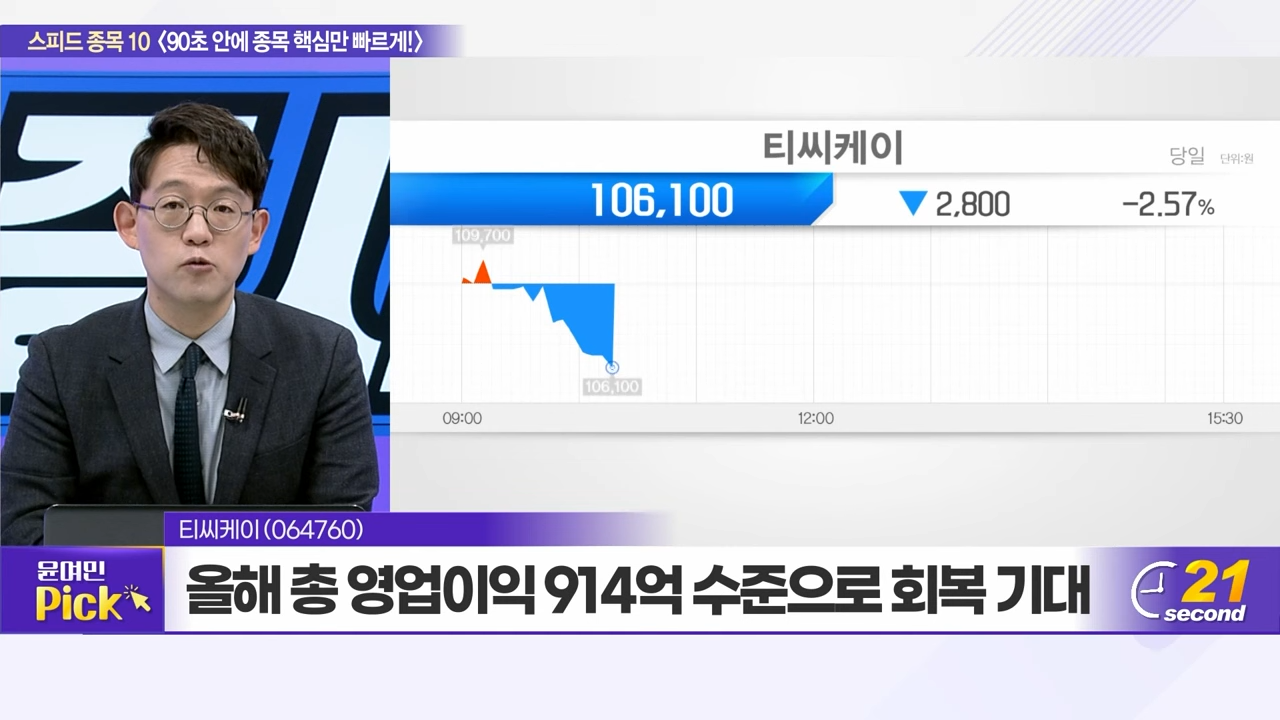 스피드 종목 10 〈90초 안에 종목 핵심만 빠르게!〉
티씨케이
당일 단위:원
106,100 ▼ 2,800 -2.57%
109,700
106,100
09:00 12:00 15:30
티씨케이(064760)
윤여민
Pick
올해 총 영업이익 914억 수준으로 회복 기대
21
second